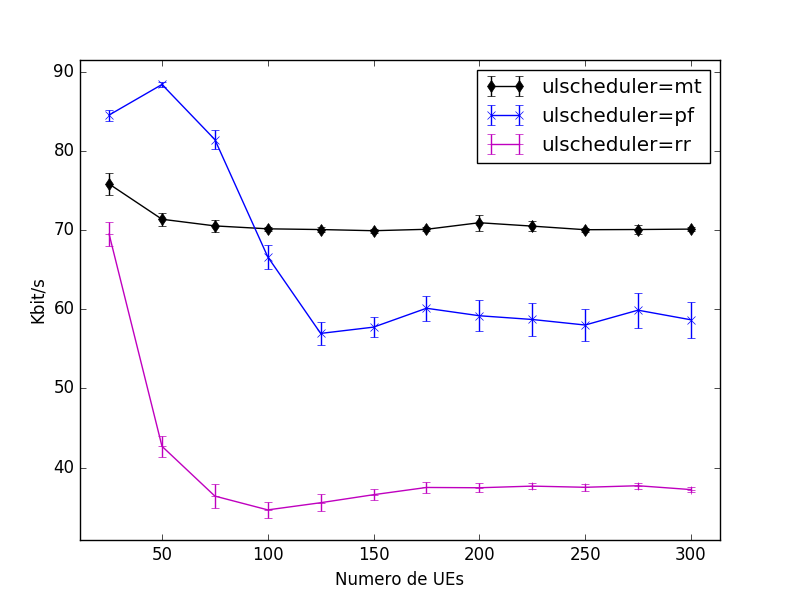 90
80
70
60
50
40
Kbit/s
ulscheduler=mt
ulscheduler=pf
ulscheduler=rr
50 100 150 200 250 300
Numero de UEs